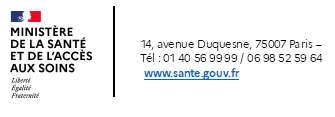 MINISTÈRE
DE LA SANTÉ
ET DE L'ACCÈS
AUX SOINS
Liberté
Égalité
Fraternité
14, avenue Duquesne, 75007 Paris –
Tél : 01 40 56 99 99 / 06 98 52 59 64
www.sante.gouv.fr